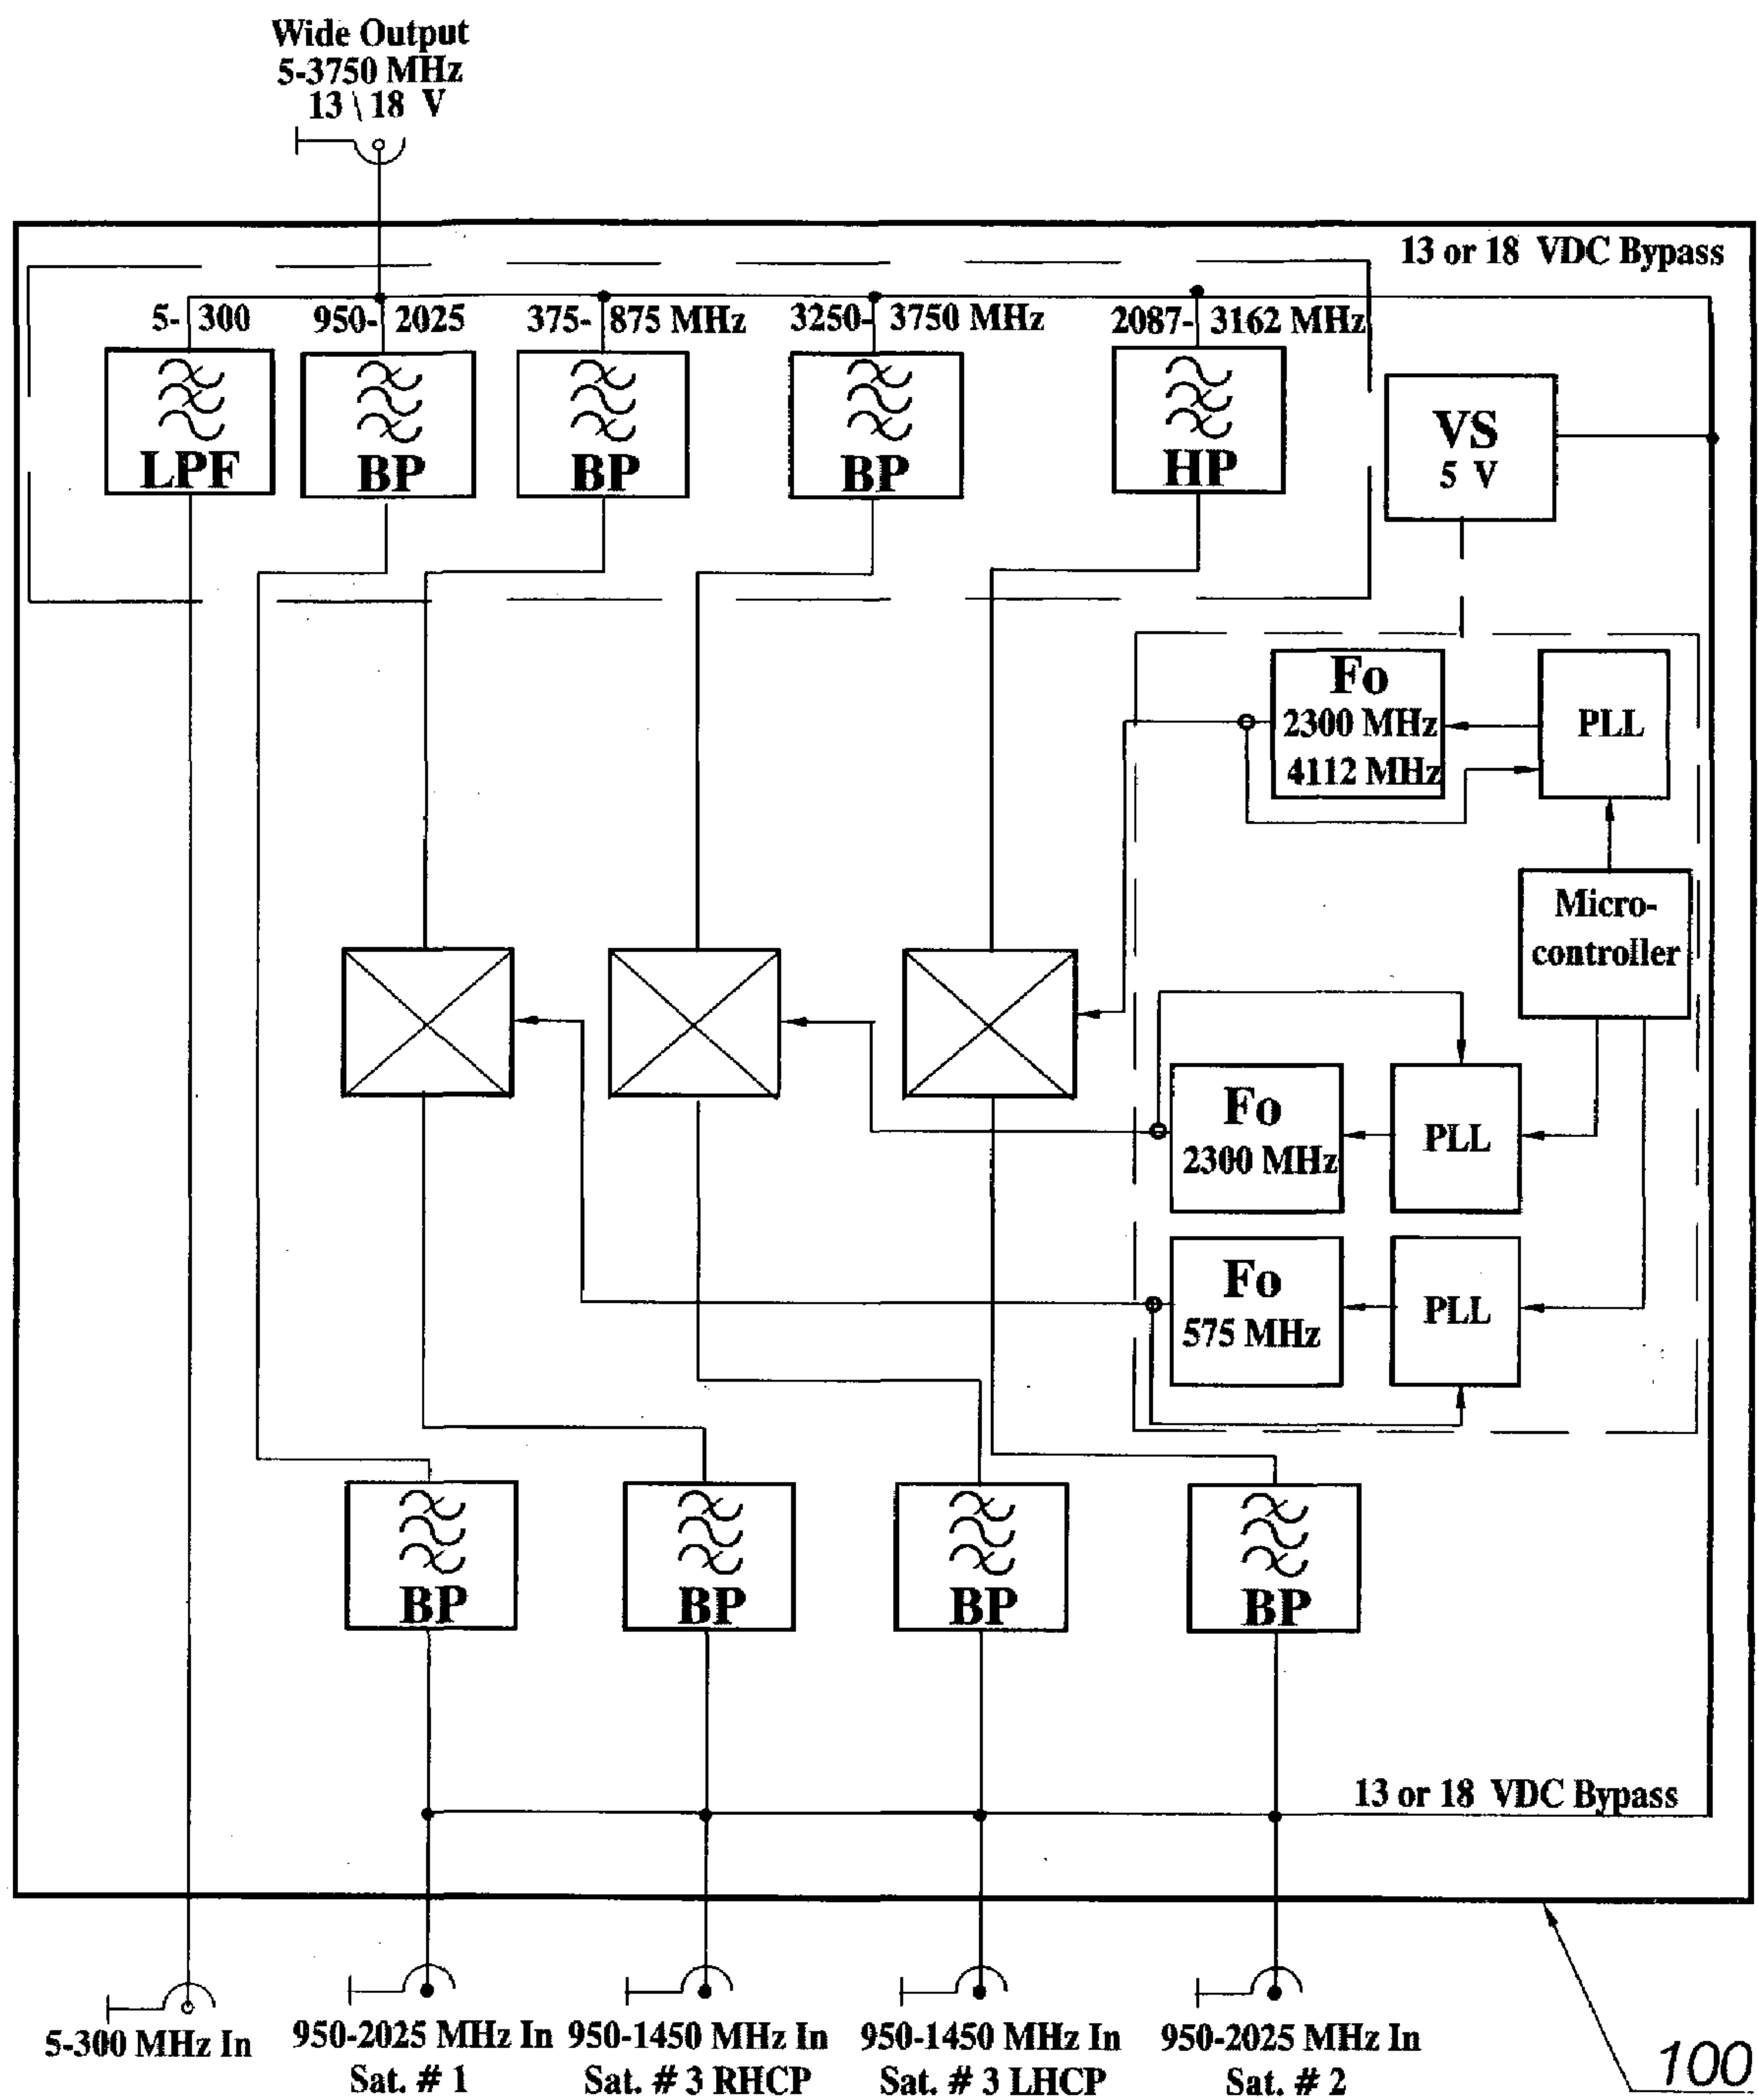 Wide Output
5-3750 MHz
13 \ 18 V
13 or 18 VDC Bypass
5- 300
950- 2025
375- 875 MHz
3250- 3750 MHz
2087- 3162 MHz
LPF
BP
BP
BP
HP
VS
5 V
Fo
2300 MHz
4112 MHz
PLL
Micro-
controller
Fo
2300 MHz
PLL
Fo
575 MHz
PLL
BP
BP
BP
BP
13 or 18 VDC Bypass
5-300 MHz In
950-2025 MHz In
Sat. # 1
950-1450 MHz In
Sat. # 3 RHCP
950-1450 MHz In
Sat. # 3 LHCP
950-2025 MHz In
Sat. # 2
100